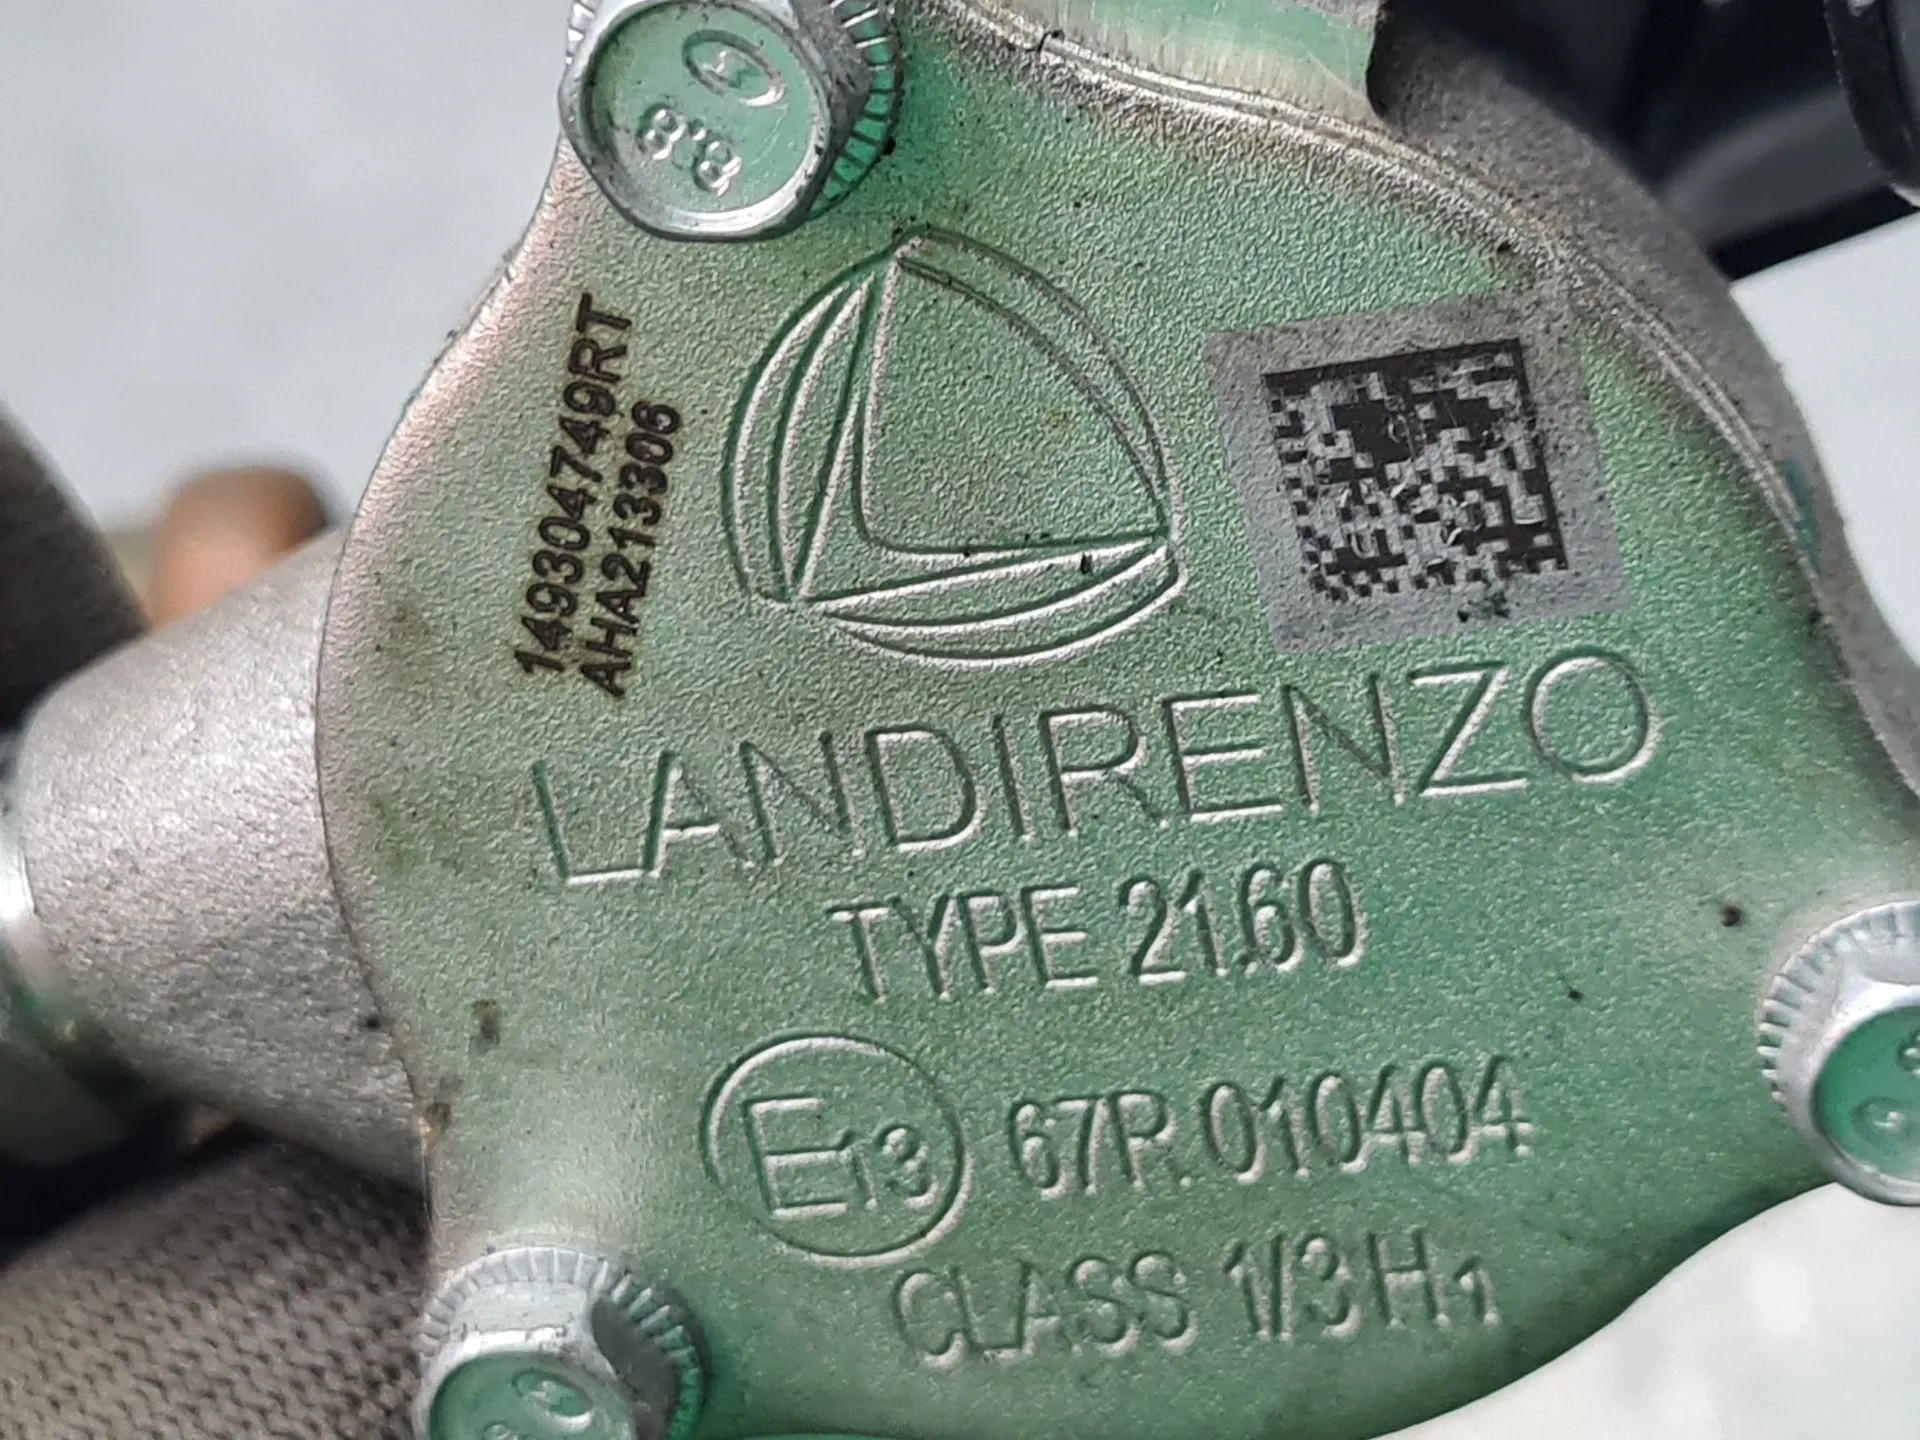 8.8
149304749RT
AHA213306
LANDIRENZO
TYPE 21.60
E13 67R.010404
CLASS 1/3 H1